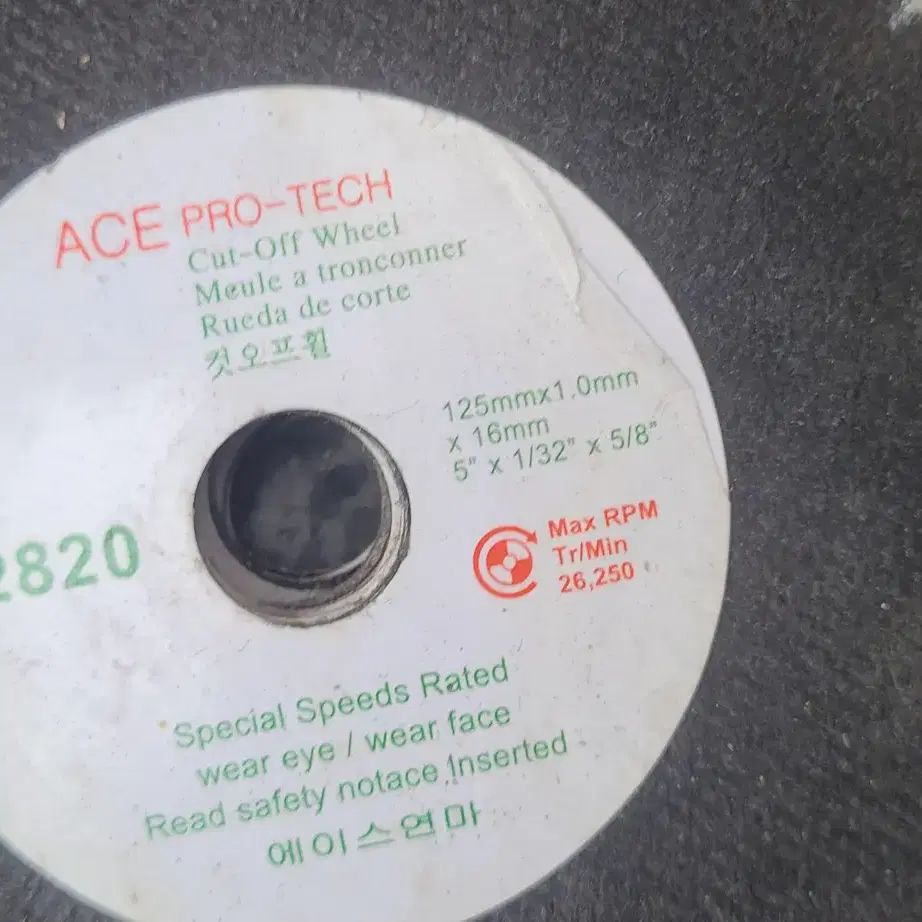 ACE PRO-TECH
Cut-Off Wheel
Meule a tronconner
Rueda de corte
컷오프휠
125mmx1.0mm
x 16mm
5" x 1/32" x 5/8"
Max RPM
Tr/Min
26,250
2820
Special Speeds Rated
wear eye / wear face
Read safety notace Inserted
에이스연마